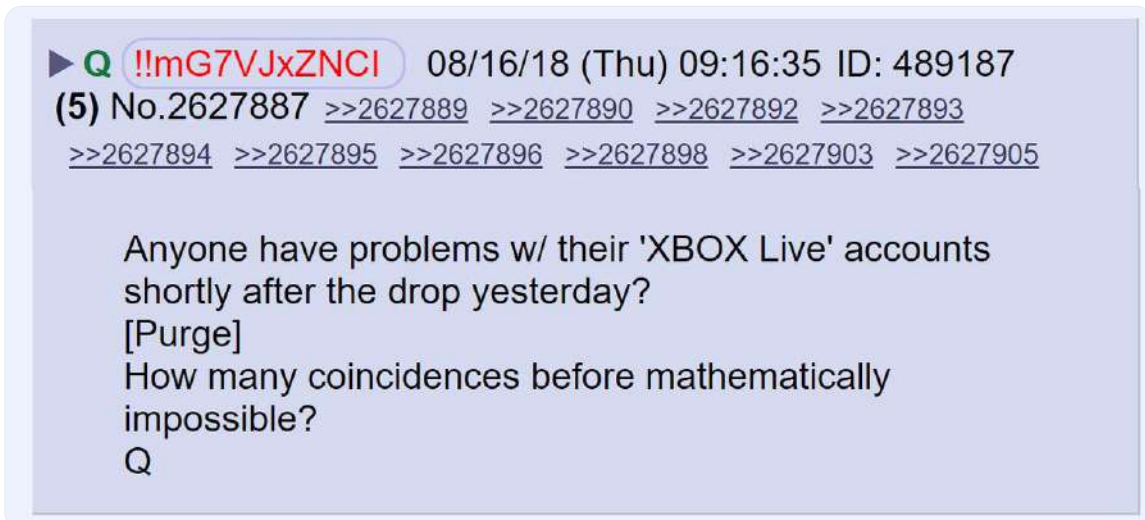 ▶ Q !!mG7VJxZNCI 08/16/18 (Thu) 09:16:35 ID: 489187
(5) No.2627887 >>2627889 >>2627890 >>2627892 >>2627893
>>2627894 >>2627895 >>2627896 >>2627898 >>2627903 >>2627905
Anyone have problems w/ their 'XBOX Live' accounts
shortly after the drop yesterday?
[Purge]
How many coincidences before mathematically
impossible?
Q